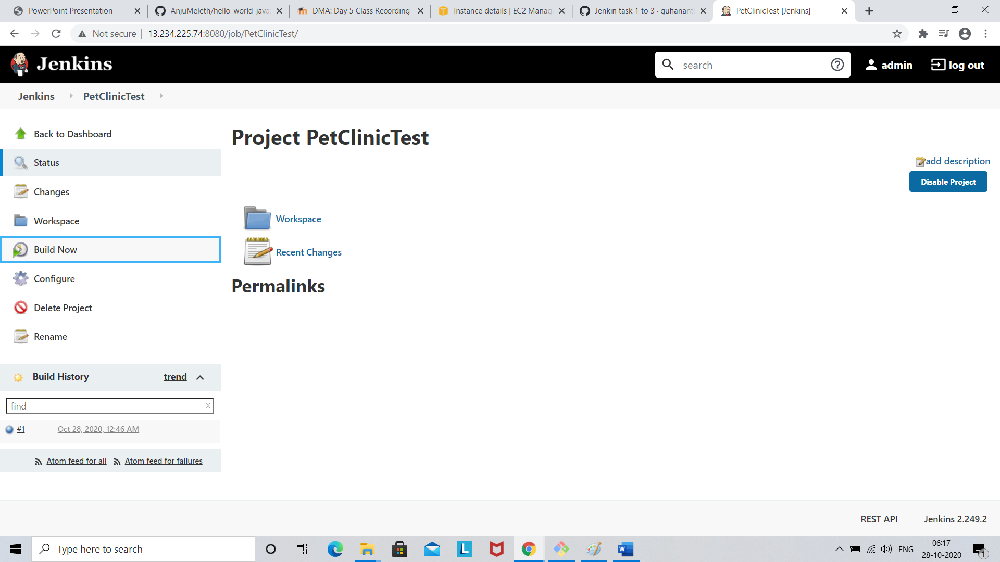 PowerPoint Presentation
AnjuMeleth/hello-world-java
DMA: Day 5 Class Recording
Instance details | EC2 Manag
Jenkin task 1 to 3 · guhanant
PetClinicTest [Jenkins]
Not secure | 13.234.225.74:8080/job/PetClinicTest/
Jenkins
search
admin
log out
Jenkins
PetClinicTest
Back to Dashboard
Status
Changes
Workspace
Build Now
Configure
Delete Project
Rename
Build History
trend
find
x
#1
Oct 28, 2020, 12:46 AM
Atom feed for all
Atom feed for failures
Project PetClinicTest
add description
Disable Project
Workspace
Recent Changes
Permalinks
REST API
Jenkins 2.249.2
Type here to search
L
W
ENG
06:17
28-10-2020
1